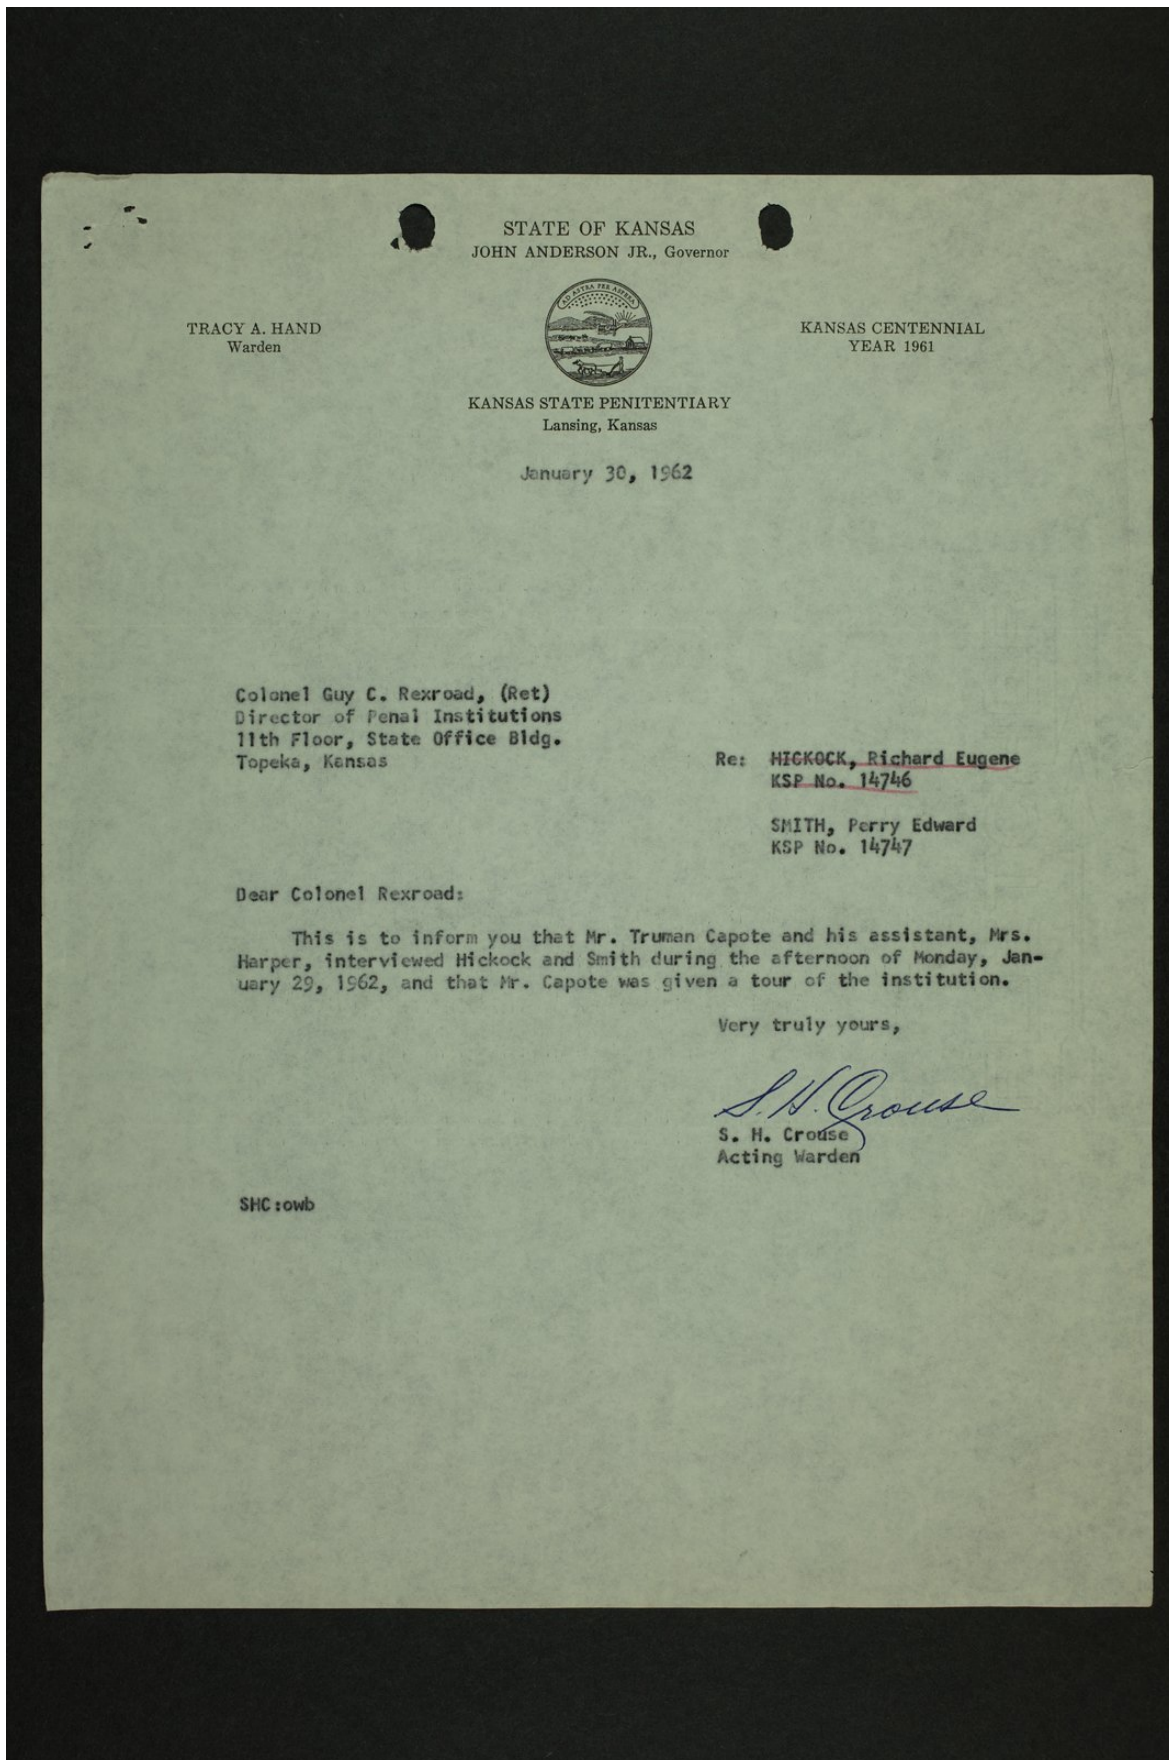 STATE OF KANSAS
JOHN ANDERSON JR., Governor
AD ASTRA PER ASPERA
TRACY A. HAND
Warden
KANSAS CENTENNIAL
YEAR 1961
KANSAS STATE PENITENTIARY
Lansing, Kansas
January 30, 1962
Colonel Guy C. Rexroad, (Ret)
Director of Penal Institutions
11th Floor, State Office Bldg.
Topeka, Kansas
Re: HICKOCK, Richard Eugene
KSP No. 14746
SMITH, Perry Edward
KSP No. 14747
Dear Colonel Rexroad:
This is to inform you that Mr. Truman Capote and his assistant, Mrs.
Harper, interviewed Hickock and Smith during the afternoon of Monday, Jan-
uary 29, 1962, and that Mr. Capote was given a tour of the institution.
Very truly yours,
S. H. Crouse
S. H. Crouse
Acting Warden
SHC:owb